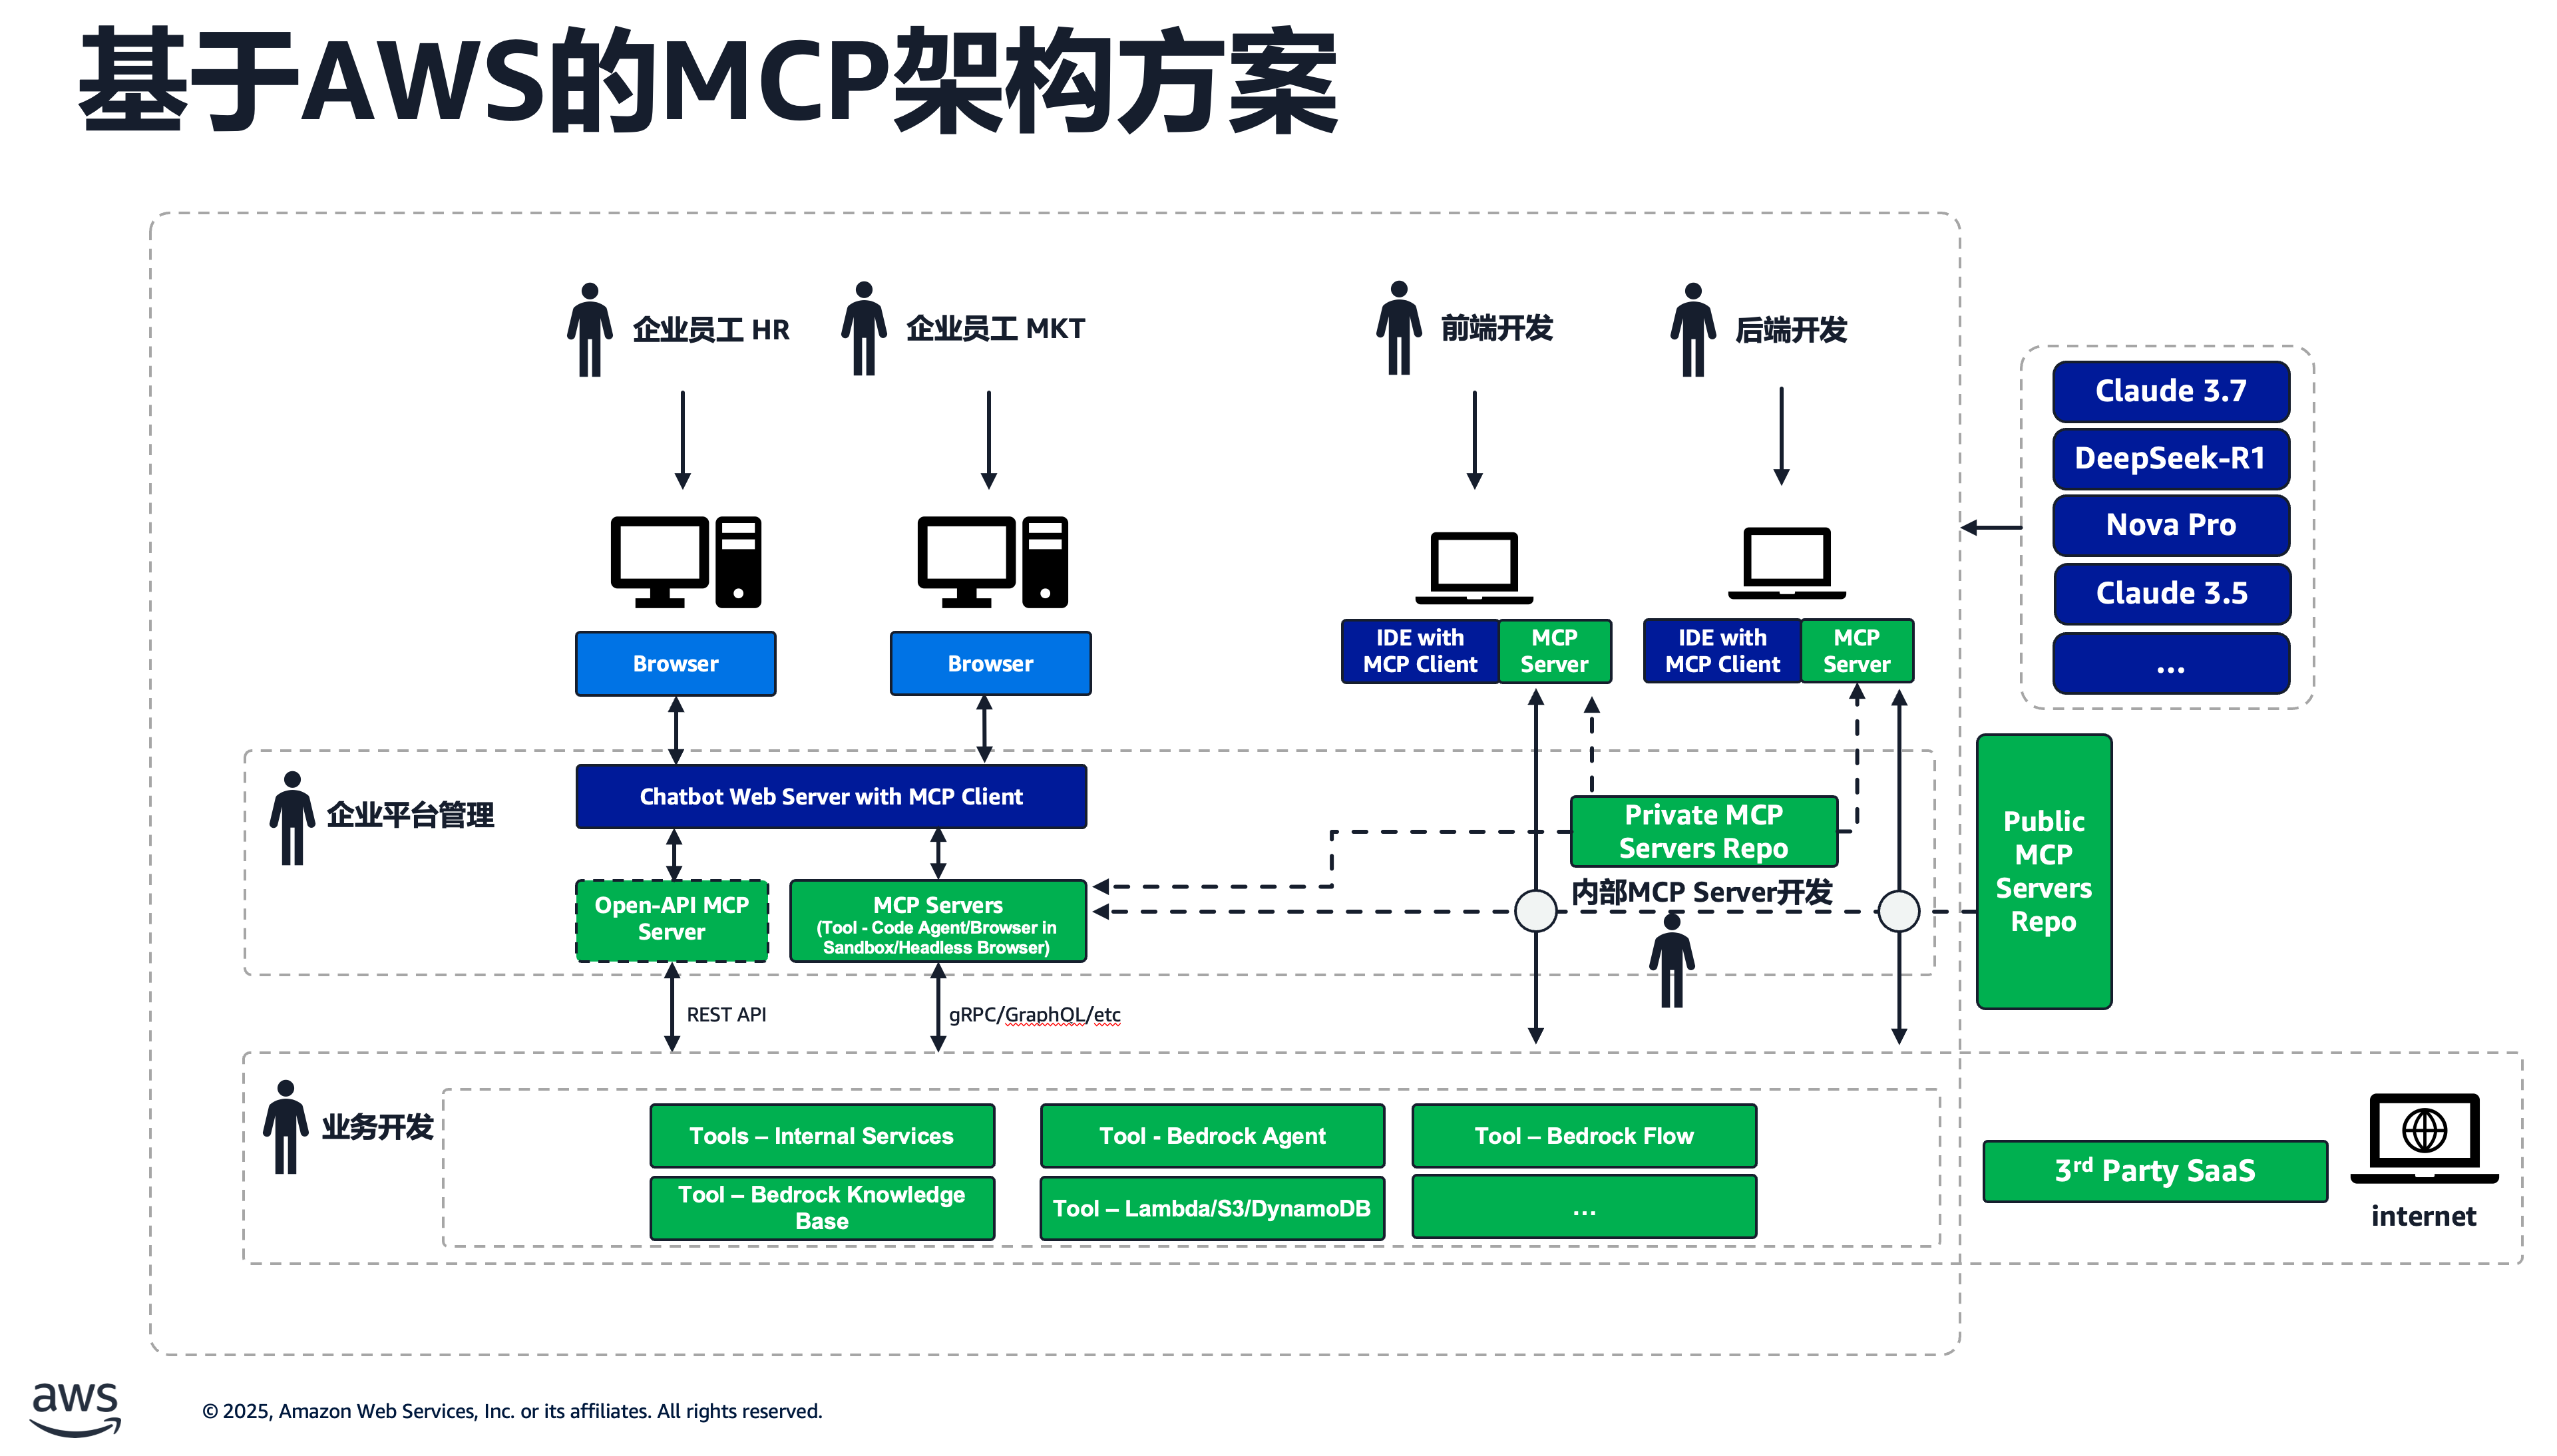 基于AWS的MCP架构方案
企业员工 HR
企业员工 MKT
前端开发
后端开发
Claude 3.7
DeepSeek-R1
Nova Pro
Claude 3.5
...
Browser
Browser
IDE with
MCP Client
MCP
Server
IDE with
MCP Client
MCP
Server
企业平台管理
Chatbot Web Server with MCP Client
Private MCP
Servers Repo
Public
MCP
Servers
Repo
Open-API MCP
Server
MCP Servers
(Tool - Code Agent/Browser in
Sandbox/Headless Browser)
内部MCP Server开发
REST API
gRPC/GraphQL/etc
业务开发
Tools – Internal Services
Tool - Bedrock Agent
Tool – Bedrock Flow
Tool – Bedrock Knowledge
Base
Tool – Lambda/S3/DynamoDB
...
3rd Party SaaS
internet
aws
© 2025, Amazon Web Services, Inc. or its affiliates. All rights reserved.